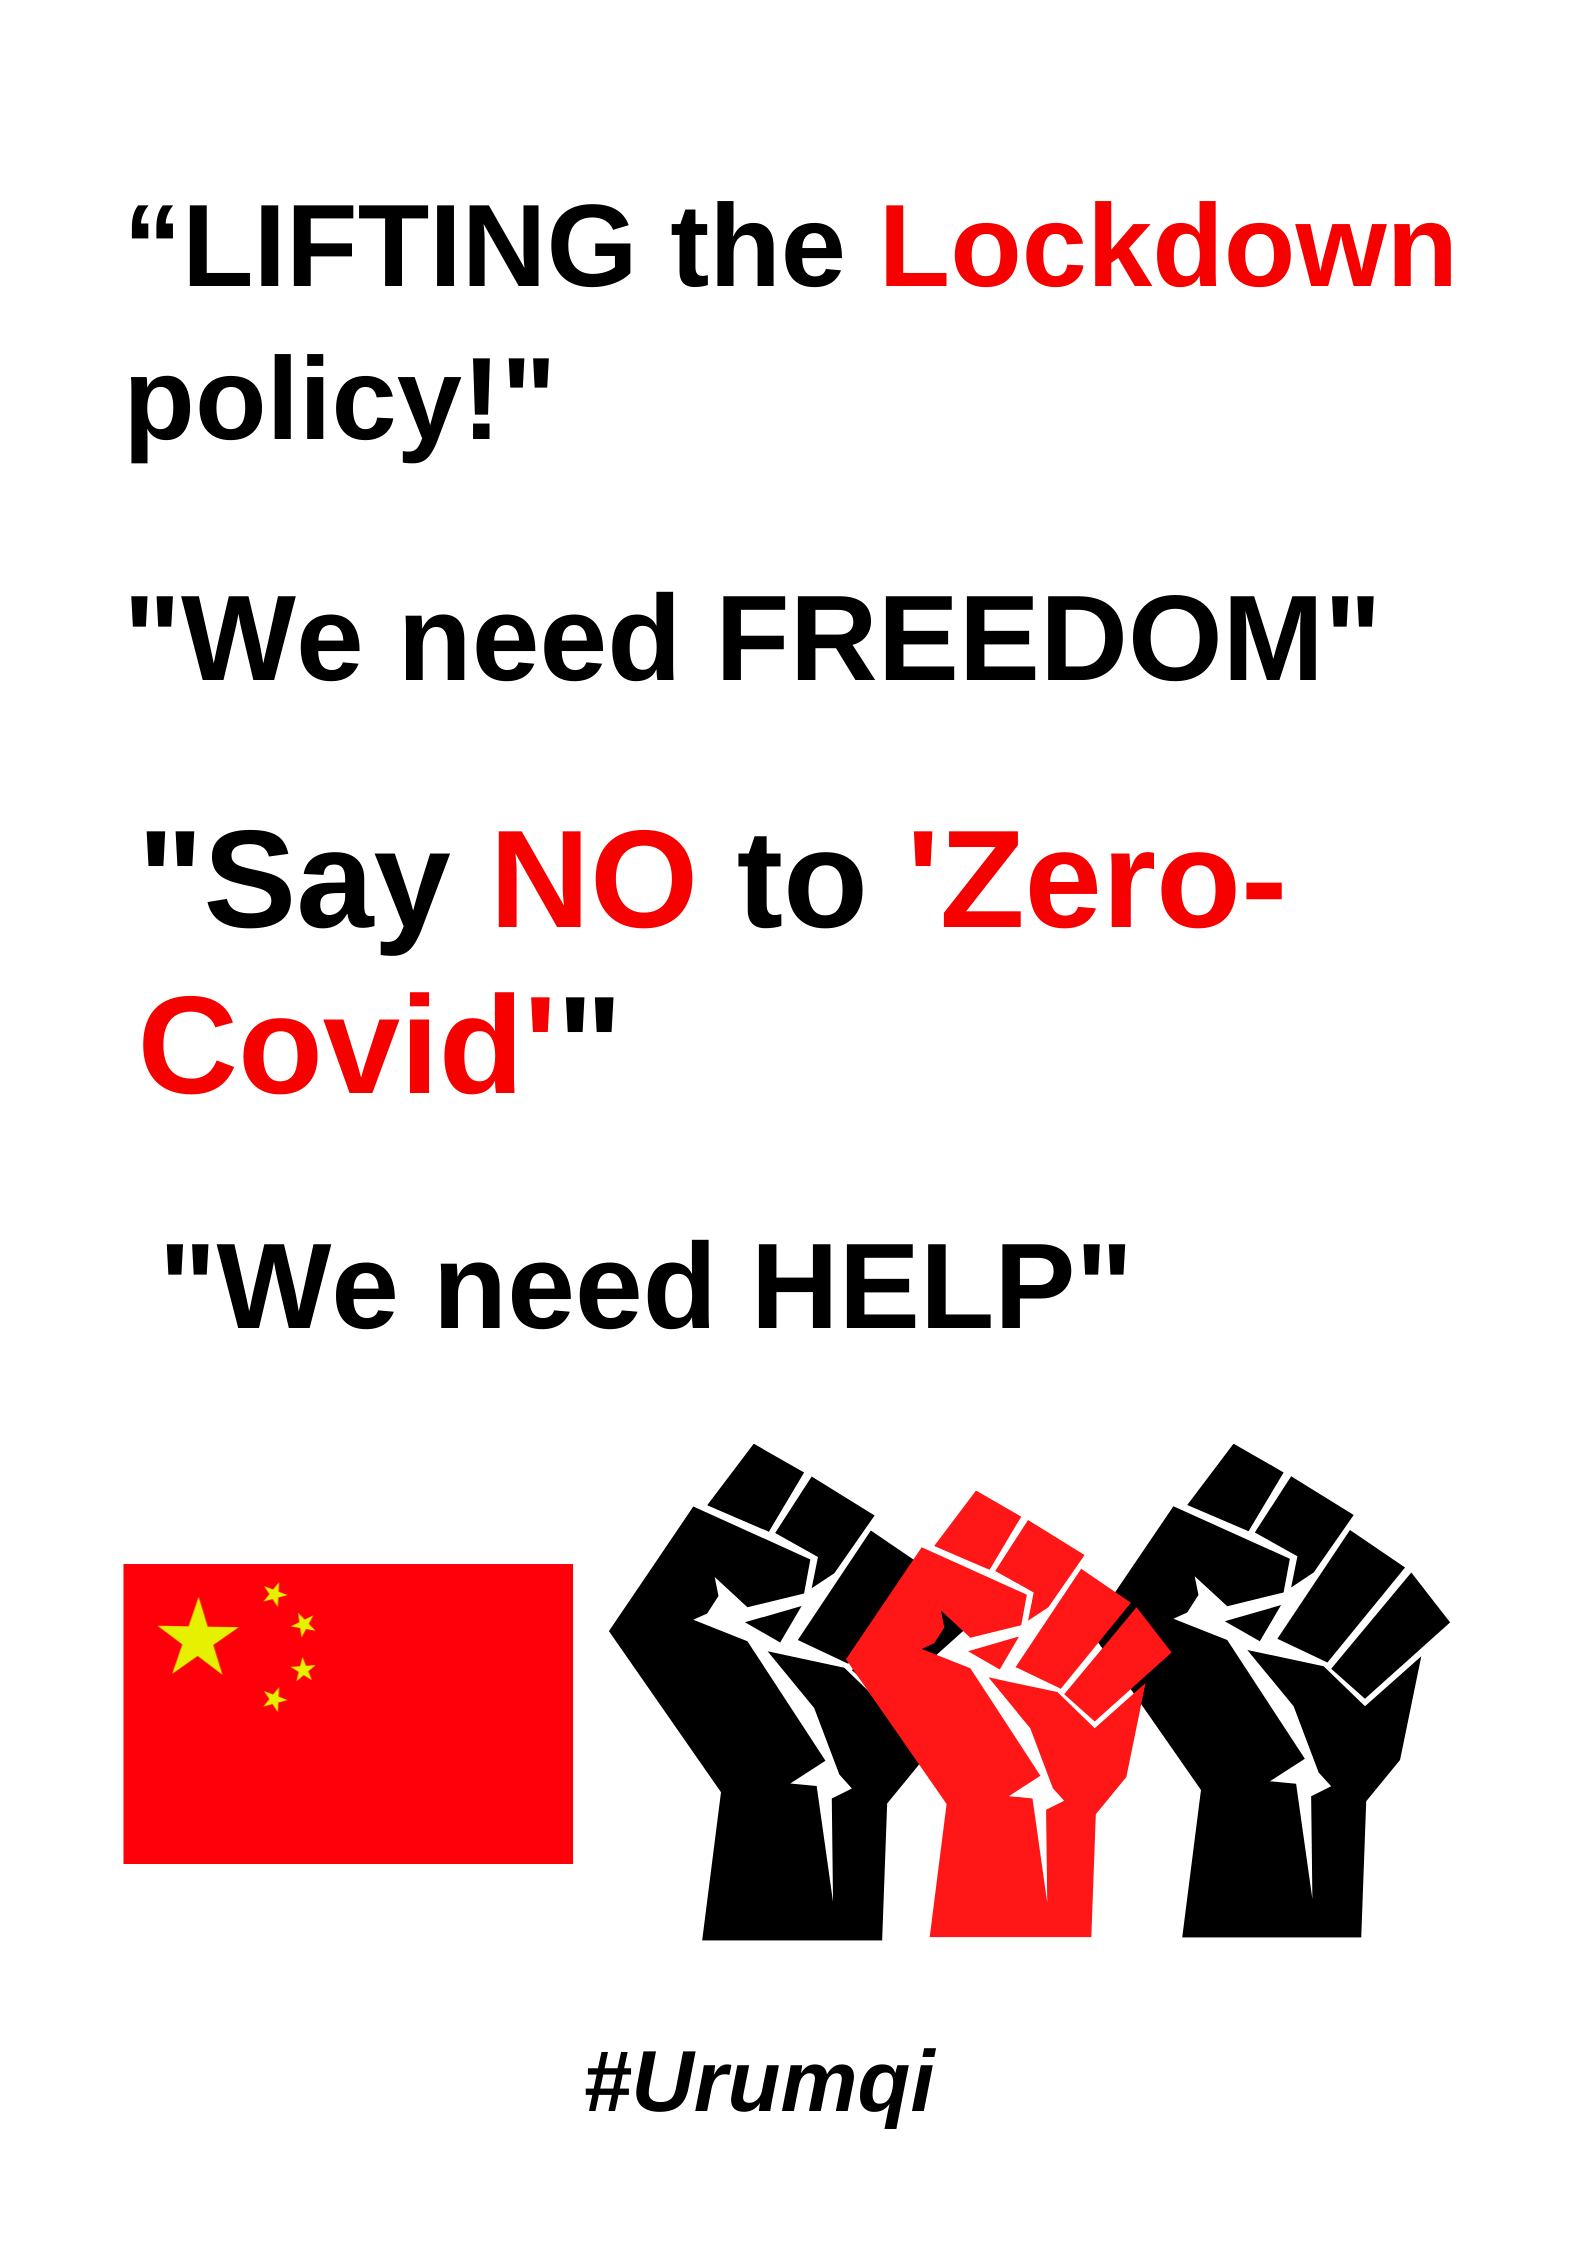 “LIFTING the Lockdown
policy!"
"We need FREEDOM"
"Say NO to 'Zero-
Covid'"
"We need HELP"
#Urumqi